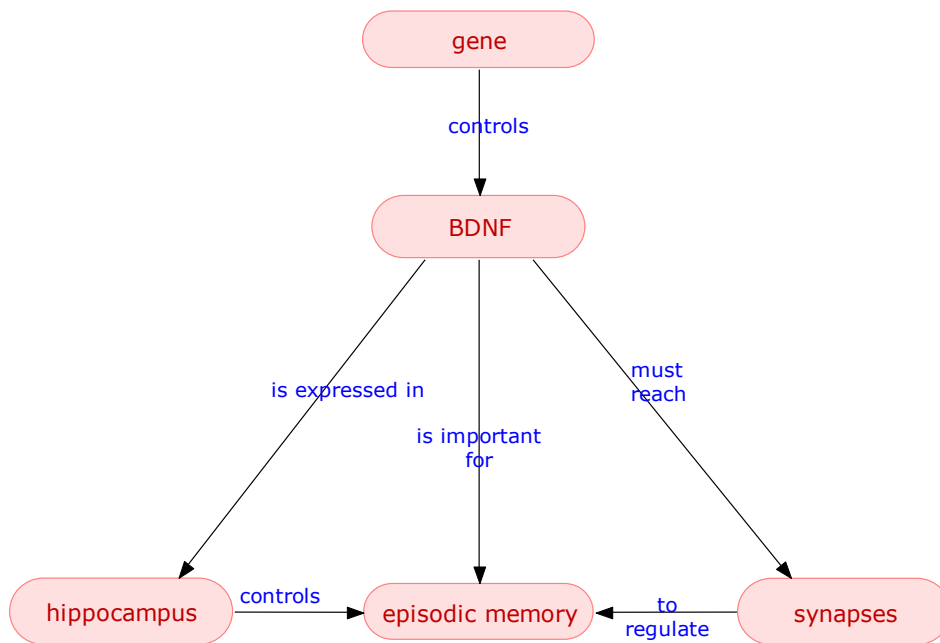 gene
controls
BDNF
is expressed in
is important
for
must
reach
hippocampus
controls
episodic memory
to
regulate
synapses